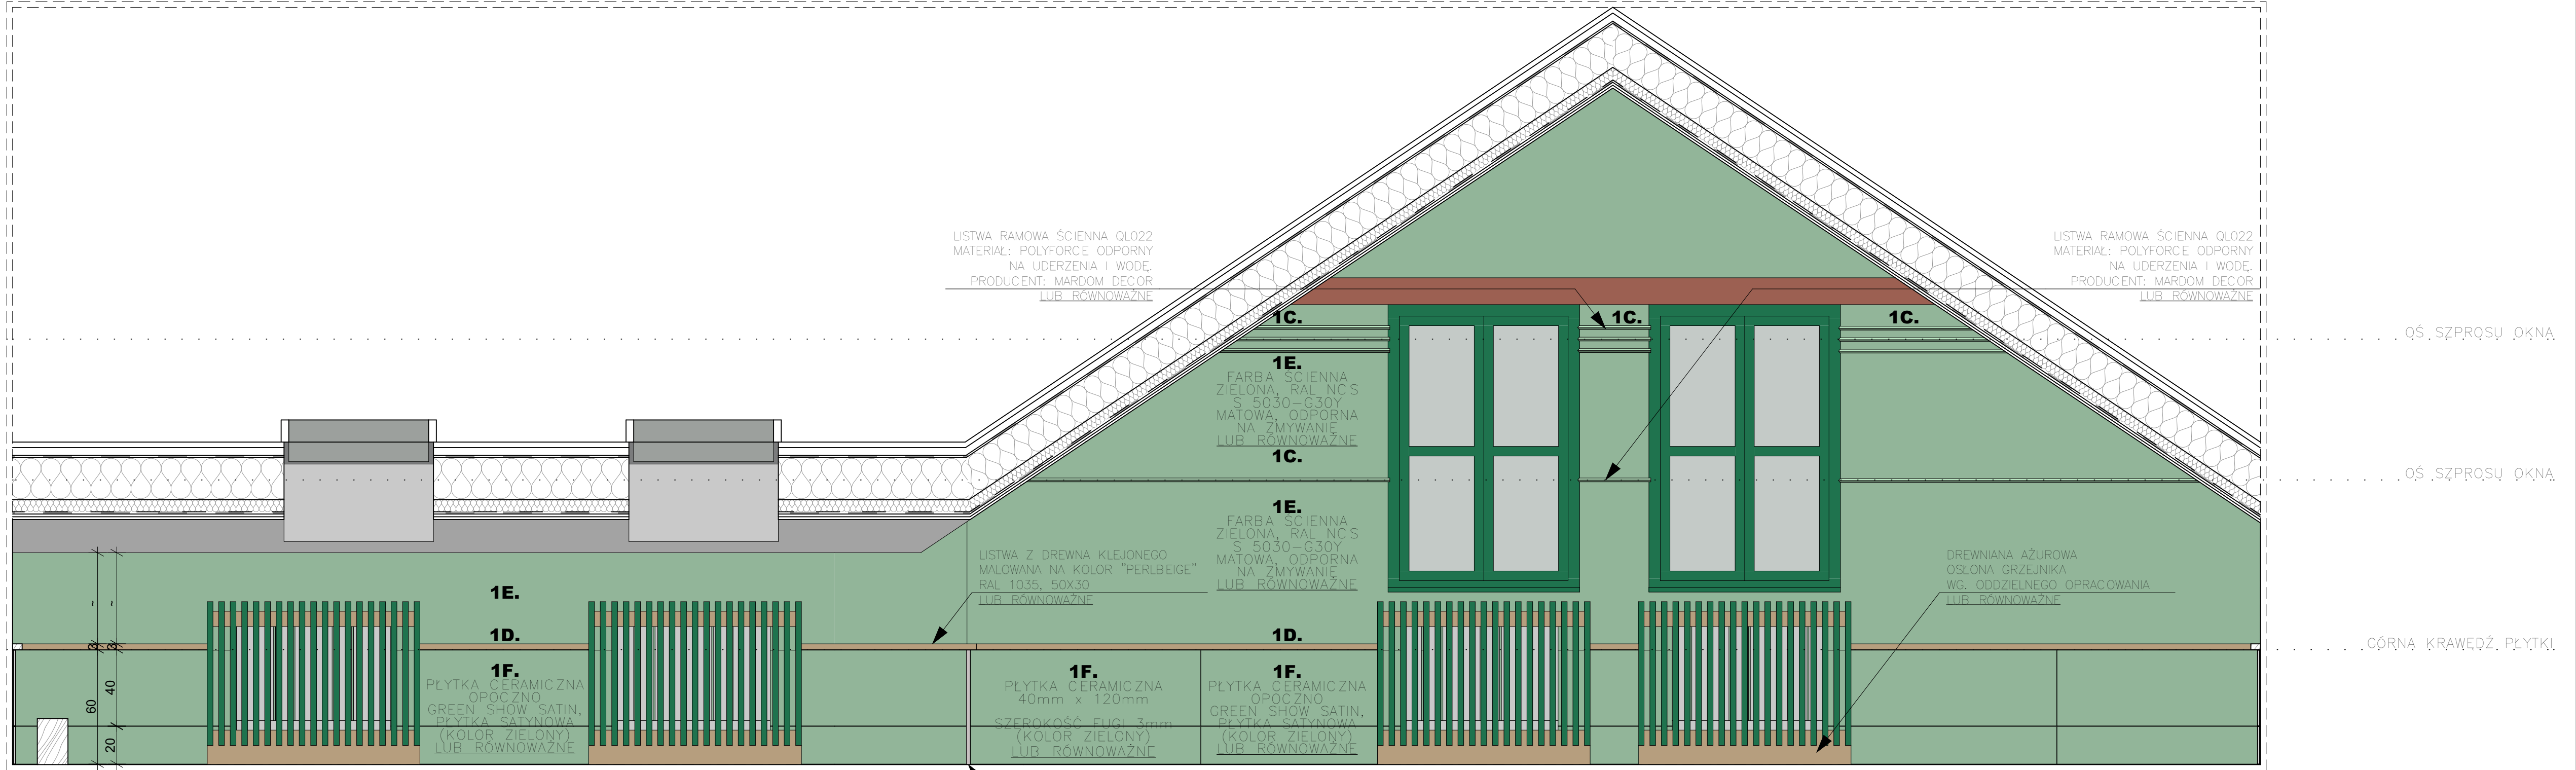 LISTWA RAMOWA ŚCIENNA QL022
MATERIAŁ: POLYFORCE ODPORNY
NA UDERZENIA I WODĘ.
PRODUCENT: MARDOM DECOR
LUB RÓWNOWAŻNE
LISTWA RAMOWA ŚCIENNA QL022
MATERIAŁ: POLYFORCE ODPORNY
NA UDERZENIA I WODĘ.
PRODUCENT: MARDOM DECOR
LUB RÓWNOWAŻNE
1C.
1C.
1C.
OŚ SZPROSU OKNA
1E.
FARBA ŚCIENNA
ZIELONA, RAL NCS
S 5030-G30Y
MATOWA, ODPORNA
NA ZMYWANIE
LUB RÓWNOWAŻNE
1C.
OŚ SZPROSU OKNA
1E.
FARBA ŚCIENNA
ZIELONA, RAL NCS
S 5030-G30Y
MATOWA, ODPORNA
NA ZMYWANIE
LUB RÓWNOWAŻNE
LISTWA Z DREWNA KLEJONEGO
MALOWANA NA KOLOR "PERLBEIGE"
RAL 1035, 50X30
LUB RÓWNOWAŻNE
DREWNIANA AŻUROWA
OSŁONA GRZEJNIKA
WG. ODDZIELNEGO OPRACOWANIA
LUB RÓWNOWAŻNE
1E.
~ ~
1D.
1D.
3 3
GÓRNA KRAWĘDŹ PŁYTKI
1F.
PŁYTKA CERAMICZNA
OPOCZNO
GREEN SHOW SATIN,
PŁYTKA SATYNOWA
(KOLOR ZIELONY)
LUB RÓWNOWAŻNE
1F.
PŁYTKA CERAMICZNA
40mm x 120mm
SZEROKOŚĆ FUGI 3mm
(KOLOR ZIELONY)
LUB RÓWNOWAŻNE
1F.
PŁYTKA CERAMICZNA
OPOCZNO
GREEN SHOW SATIN,
PŁYTKA SATYNOWA
(KOLOR ZIELONY)
LUB RÓWNOWAŻNE
40
60
20